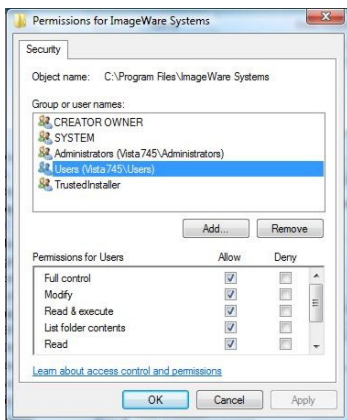 Permissions for ImageWare Systems
Security
Object name: C:\Program Files\ImageWare Systems
Group or user names:
CREATOR OWNER
SYSTEM
Administrators (Vista745\Administrators)
Users (Vista745\Users)
TrustedInstaller
Add... Remove
Permissions for Users Allow Deny
Full control
Modify
Read & execute
List folder contents
Read
Learn about access control and permissions
OK Cancel Apply